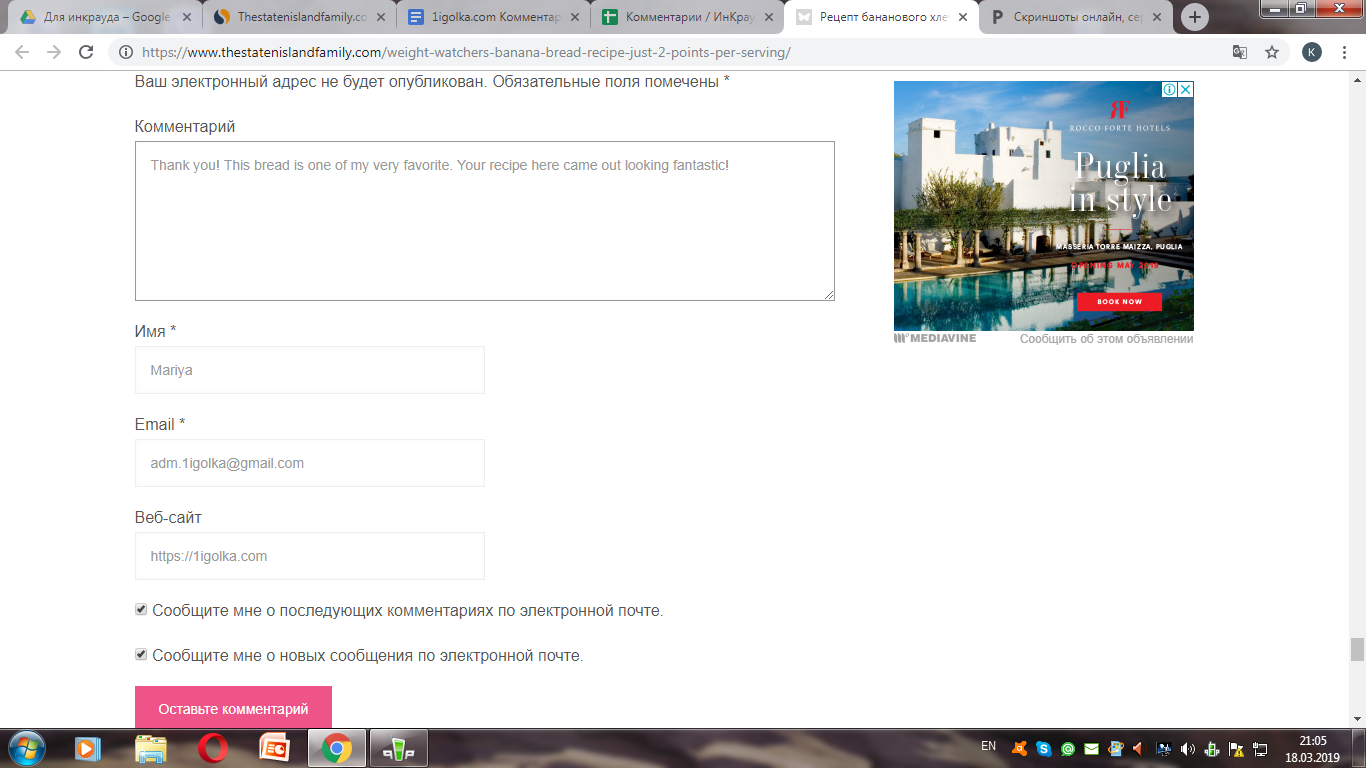 Для инкрауда – Google
Thestatenislandfamily.co
1igolka.com Комментар
Комментарии / ИнКрау
Рецепт бананового хле
Скриншоты онлайн, сер
https://www.thestatenislandfamily.com/weight-watchers-banana-bread-recipe-just-2-points-per-serving/
K
Ваш электронный адрес не будет опубликован. Обязательные поля помечены *
Комментарий
Thank you! This bread is one of my very favorite. Your recipe here came out looking fantastic!
RF
ROCCO FORTE HOTELS
Puglia
in style
MASSERIA TORRE MAIZZA, PUGLIA
OPENING MAY 2019
BOOK NOW
MEDIAVINE
Сообщить об этом объявлении
Имя *
Mariya
Email *
adm.1igolka@gmail.com
Веб-сайт
https://1igolka.com
Сообщите мне о последующих комментариях по электронной почте.
Сообщите мне о новых сообщения по электронной почте.
Оставьте комментарий
EN
21:05
18.03.2019